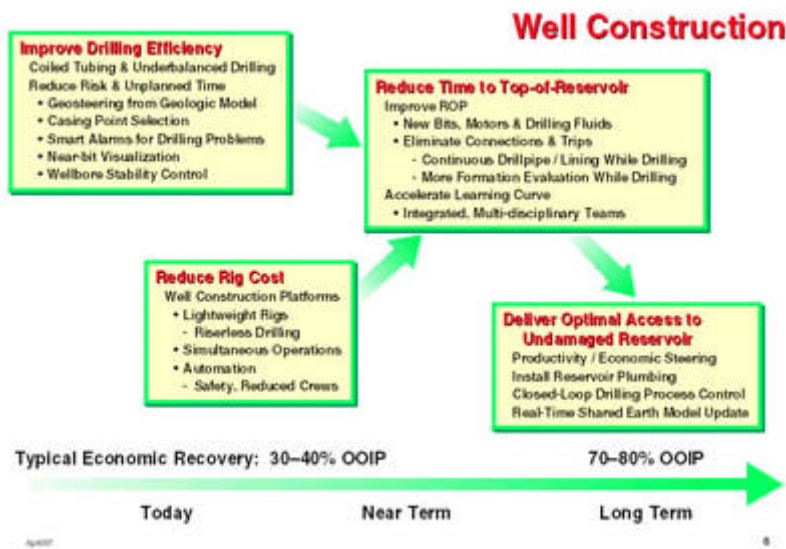 Well Construction
Improve Drilling Efficiency
Coiled Tubing & Underbalanced Drilling
Reduce Risk & Unplanned Time
• Geosteering from Geologic Model
• Casing Point Selection
• Smart Alarms for Drilling Problems
• Near-bit Visualization
• Wellbore Stability Control
Reduce Time to Top-of-Reservoir
Improve ROP
• New Bits, Motors & Drilling Fluids
• Eliminate Connections & Trips
- Continuous Drillpipe / Lining While Drilling
- More Formation Evaluation While Drilling
Accelerate Learning Curve
• Integrated, Multi-disciplinary Teams
Reduce Rig Cost
Well Construction Platforms
• Lightweight Rigs
- Riserless Drilling
• Simultaneous Operations
• Automation
- Safety, Reduced Crews
Deliver Optimal Access to
Undamaged Reservoir
Productivity / Economic Steering
Install Reservoir Plumbing
Closed-Loop Drilling Process Control
Real-Time Shared Earth Model Update
Typical Economic Recovery: 30–40% OOIP 70–80% OOIP
Today Near Term Long Term
6